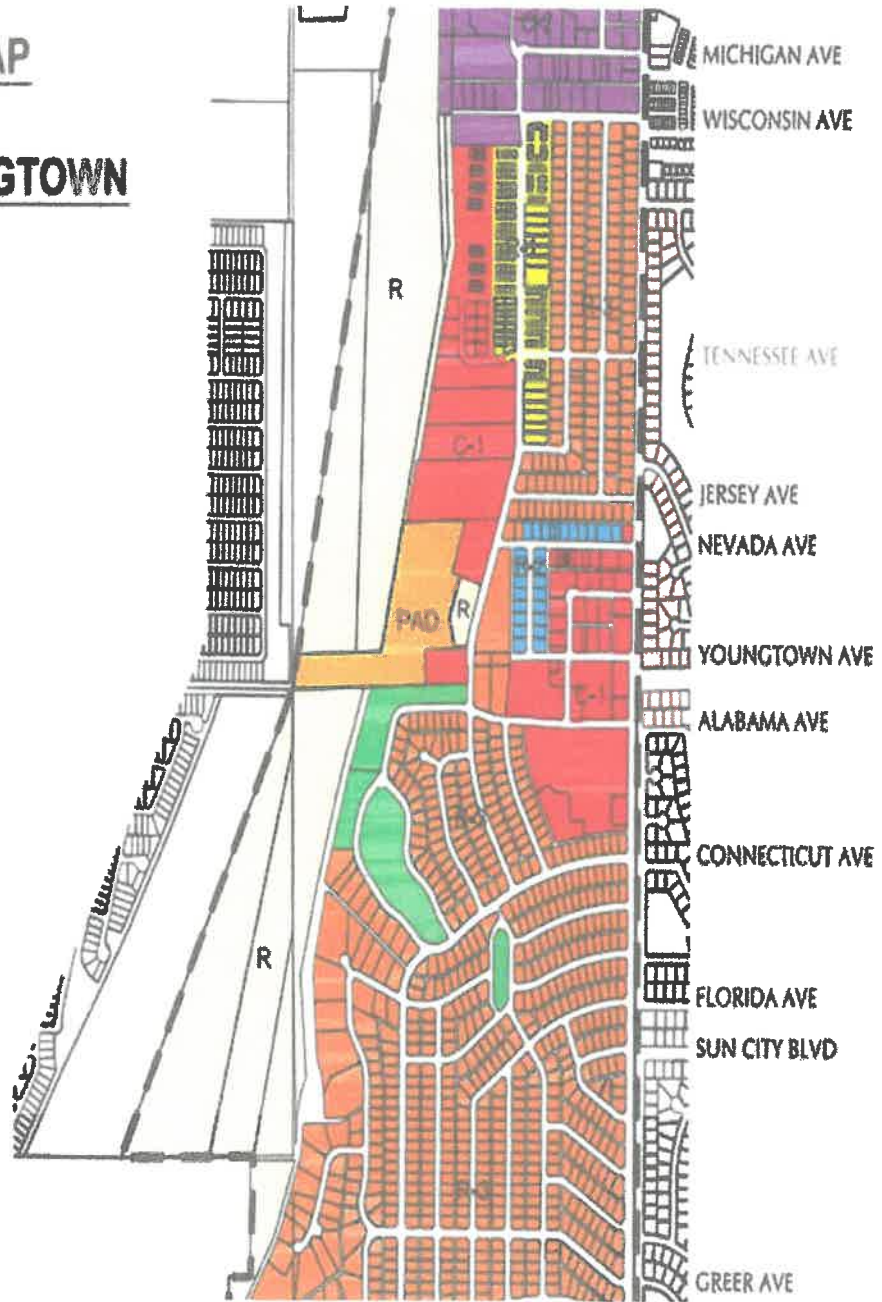 AP
GTOWN
MICHIGAN AVE
WISCONSIN AVE
R
TENNESSEE AVE
C-1
JERSEY AVE
NEVADA AVE
PAD
R
YOUNGTOWN AVE
C-1
ALABAMA AVE
CONNECTICUT AVE
R
FLORIDA AVE
SUN CITY BLVD
GREER AVE